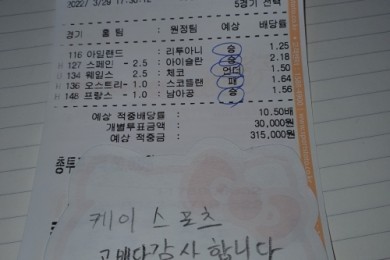 2022/ 3/29 17:30:12 5경기 선택
경기 홈 팀 : 원정팀 예상 배당률
116 아일랜드 : 리투아니 승 1.25
H 127 스페인 - 2.5 : 아이슬란 승 2.18
U 134 웨일스 - 2.5 : 체코 언더 1.50
H 136 오스트리- 1.0 : 스코틀랜 패 1.64
H 148 프랑스 - 1.0 : 남아공 승 1.56
예상 적중배당률 : 10.50배
개별투표금액 : 30,000원
예상 적중금 : 315,000원
총투
케이 스포츠
고배당감사합니다